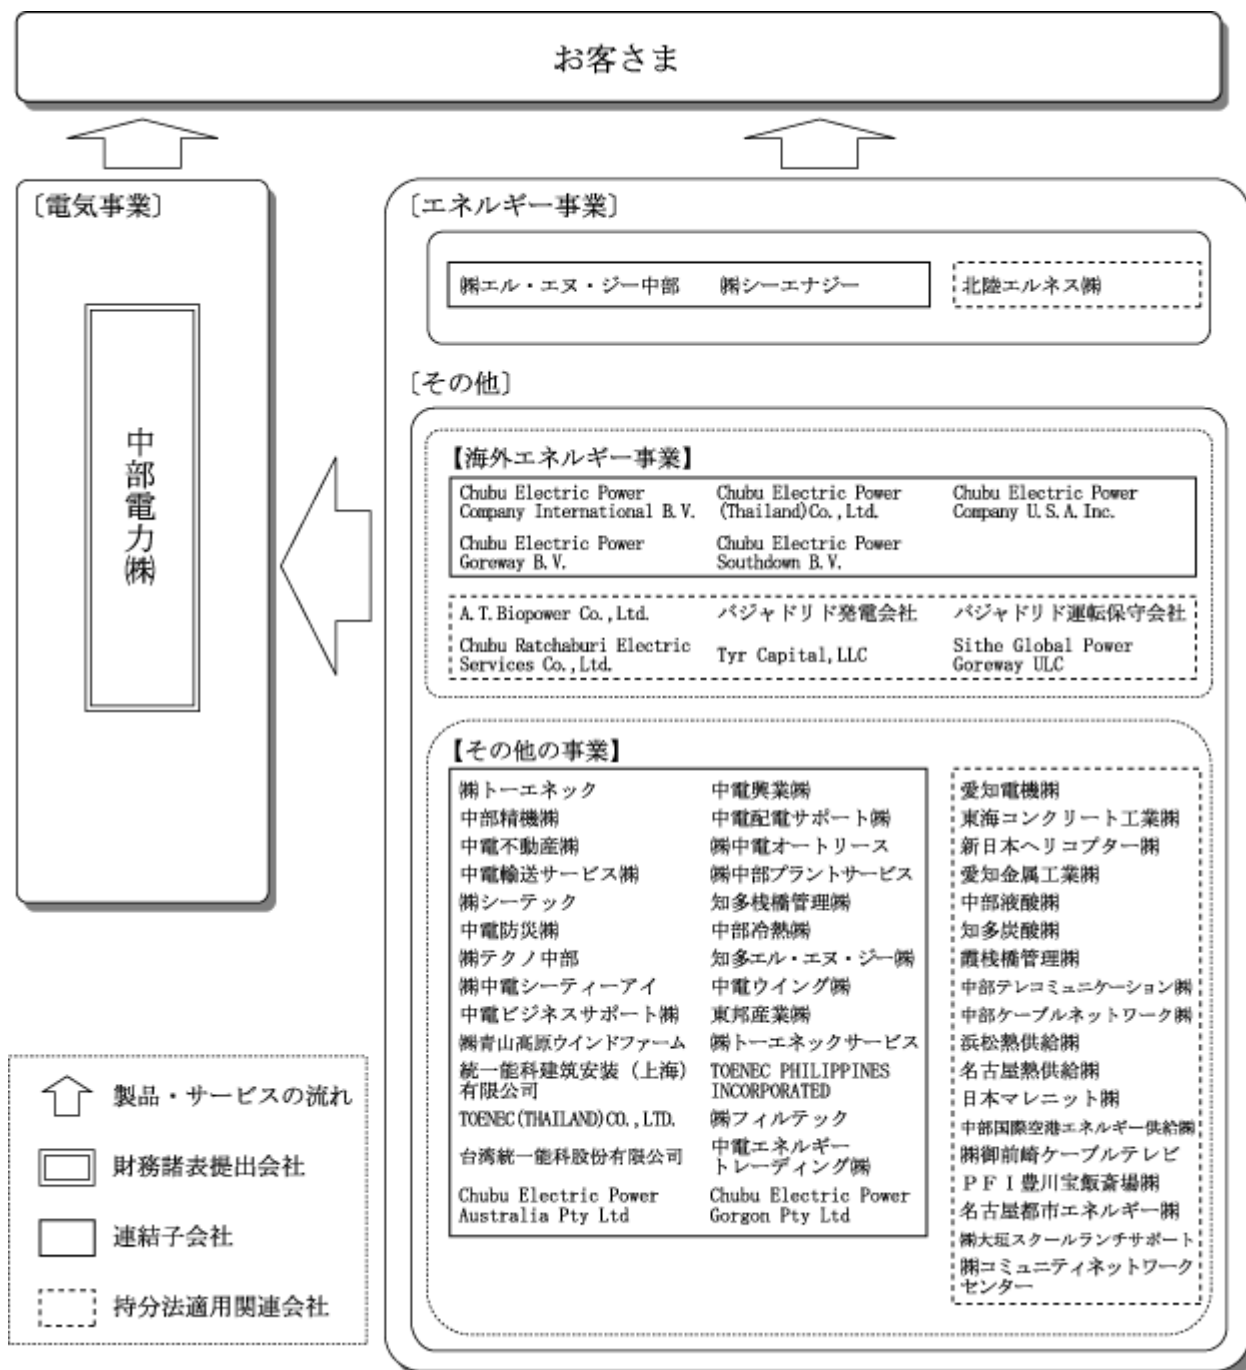 お客さま
〔電気事業〕
中部電力㈱
〔エネルギー事業〕
㈱エル・エヌ・ジー中部 ㈱シーエナジー 北陸エルネス㈱
〔その他〕
【海外エネルギー事業】
Chubu Electric Power Chubu Electric Power Chubu Electric Power
Company International B.V. (Thailand)Co.,Ltd. Company U.S.A. Inc.
Chubu Electric Power Chubu Electric Power
Goreway B.V. Southdown B.V.
A.T.Biopower Co.,Ltd. バジャドリド発電会社 バジャドリド運転保守会社
Chubu Ratchaburi Electric Tyr Capital,LLC Sithe Global Power
Services Co.,Ltd. Goreway ULC
【その他の事業】
㈱トーエネック 中電興業㈱ 愛知電機㈱
中部精機㈱ 中電配電サポート㈱ 東海コンクリート工業㈱
中電不動産㈱ ㈱中電オートリース 新日本ヘリコプター㈱
中電輸送サービス㈱ ㈱中部プラントサービス 愛知金属工業㈱
㈱シーテック 知多桟橋管理㈱ 中部液酸㈱
中電防災㈱ 中部冷熱㈱ 知多炭酸㈱
㈱テクノ中部 知多エル・エヌ・ジー㈱ 霞桟橋管理㈱
㈱中電シーティーアイ 中電ウイング㈱ 中部テレコミュニケーション㈱
中電ビジネスサポート㈱ 東邦産業㈱ 中部ケーブルネットワーク㈱
㈱青山高原ウインドファーム ㈱トーエネックサービス 浜松熱供給㈱
統一能科建筑安装（上海） TOENEC PHILIPPINES 名古屋熱供給㈱
有限公司 INCORPORATED 日本マレニット㈱
TOENEC(THAILAND)CO.,LTD. ㈱フィルテック 中部国際空港エネルギー供給㈱
台湾統一能科股份有限公司 中電エネルギー ㈱御前崎ケーブルテレビ
トレーディング㈱ ＰＦＩ豊川宝飯斎場㈱
Chubu Electric Power Chubu Electric Power 名古屋都市エネルギー㈱
Australia Pty Ltd Gorgon Pty Ltd ㈱大垣スクールランチサポート
㈱コミュニティネットワーク
センター
製品・サービスの流れ
財務諸表提出会社
連結子会社
持分法適用関連会社